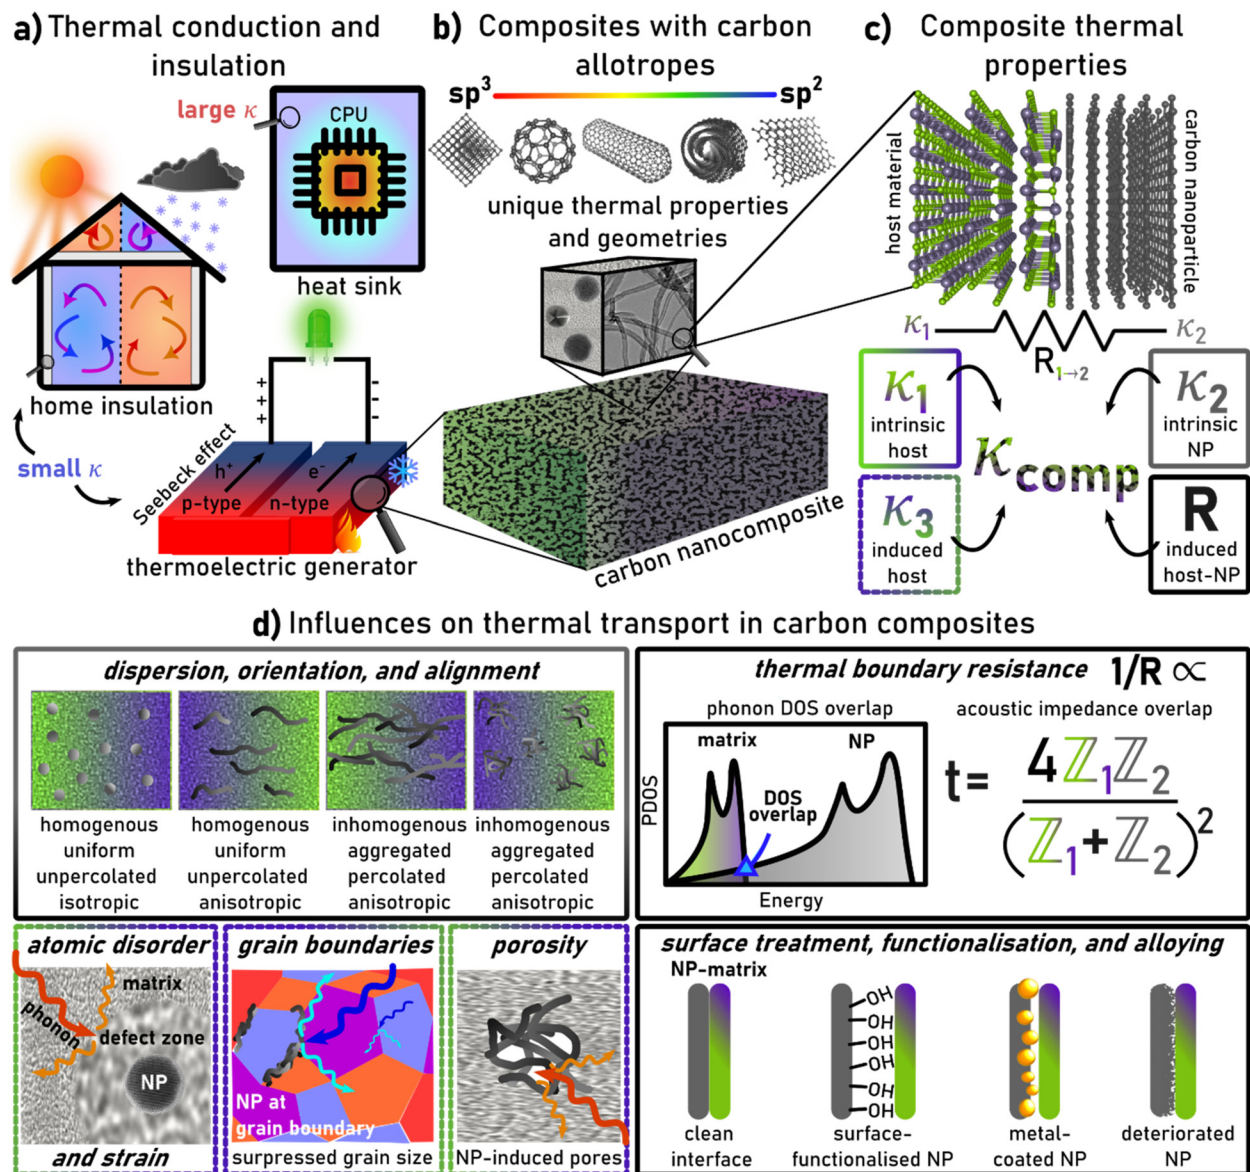 a) Thermal conduction and
insulation
large κ
CPU
heat sink
home insulation
small κ
Seebeck effect
+
+
+
-
-
-
h+
e-
p-type
n-type
thermoelectric generator
b) Composites with carbon
allotropes
sp3
sp2
unique thermal properties
and geometries
carbon nanocomposite
c) Composite thermal
properties
host material
carbon nanoparticle
κ1
κ2
R1→2
κ1
intrinsic
host
κ2
intrinsic
NP
κcomp
κ3
induced
host
R
induced
host-NP
d) Influences on thermal transport in carbon composites
dispersion, orientation, and alignment
homogenous
uniform
unpercolated
isotropic
homogenous
uniform
unpercolated
anisotropic
inhomogenous
aggregated
percolated
anisotropic
inhomogenous
aggregated
percolated
anisotropic
thermal boundary resistance 1/R ∝
phonon DOS overlap
acoustic impedance overlap
PDOS
matrix
NP
DOS
overlap
Energy
t= 4ℤ1ℤ2
(ℤ1+ℤ2)2
atomic disorder
matrix
phonon
defect zone
NP
and strain
grain boundaries
NP at
grain boundary
surpressed grain size
porosity
NP-induced pores
surface treatment, functionalisation, and alloying
NP-matrix
OH
OH
OH
OH
OH
OH
clean
interface
surface-
functionalised NP
metal-
coated NP
deteriorated
NP